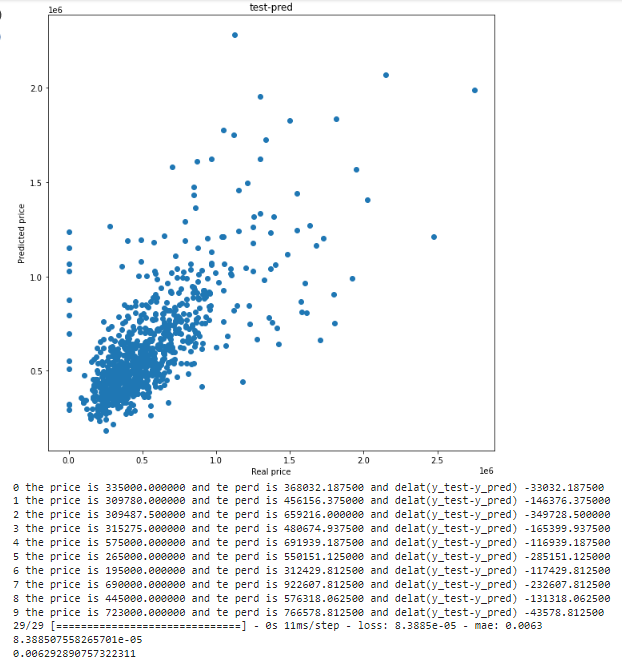 test-pred
1e6
2.0
1.5
1.0
0.5
Predicted price
0.0 0.5 1.0 1.5 2.0 2.5
Real price 1e6
0 the price is 335000.000000 and te perd is 368032.187500 and delat(y_test-y_pred) -33032.187500
1 the price is 309780.000000 and te perd is 456156.375000 and delat(y_test-y_pred) -146376.375000
2 the price is 309487.500000 and te perd is 659216.000000 and delat(y_test-y_pred) -349728.500000
3 the price is 315275.000000 and te perd is 480674.937500 and delat(y_test-y_pred) -165399.937500
4 the price is 575000.000000 and te perd is 691939.187500 and delat(y_test-y_pred) -116939.187500
5 the price is 265000.000000 and te perd is 550151.125000 and delat(y_test-y_pred) -285151.125000
6 the price is 195000.000000 and te perd is 312429.812500 and delat(y_test-y_pred) -117429.812500
7 the price is 690000.000000 and te perd is 922607.812500 and delat(y_test-y_pred) -232607.812500
8 the price is 445000.000000 and te perd is 576318.062500 and delat(y_test-y_pred) -131318.062500
9 the price is 723000.000000 and te perd is 766578.812500 and delat(y_test-y_pred) -43578.812500
29/29 [==============================] - 0s 11ms/step - loss: 8.3885e-05 - mae: 0.0063
8.388507558265701e-05
0.006292890757322311